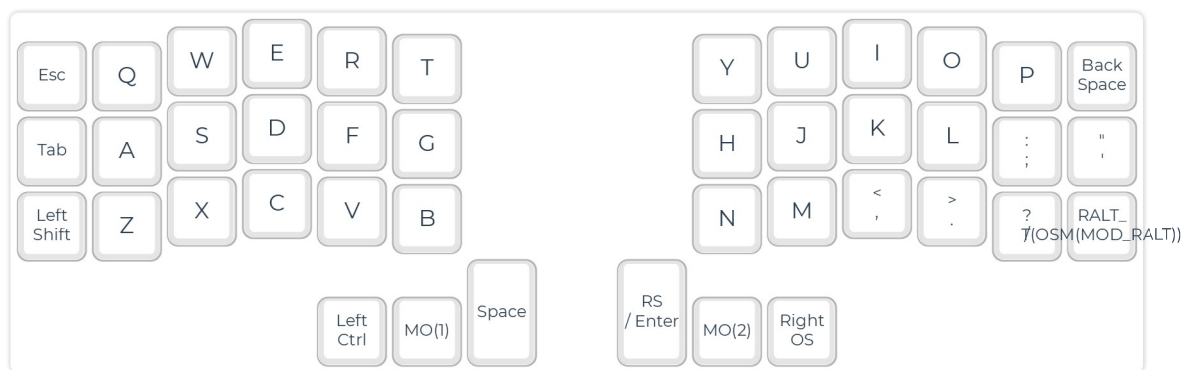 Esc Q W E R T Y U I O P Back
Space
Tab A S D F G H J K L :
;
"
'
Left
Shift
Z X C V B N M <
,
>
.
?
/
RALT_
T(OSM(MOD_RALT))
Left
Ctrl
MO(1)
Space
RS
/ Enter
MO(2)
Right
OS